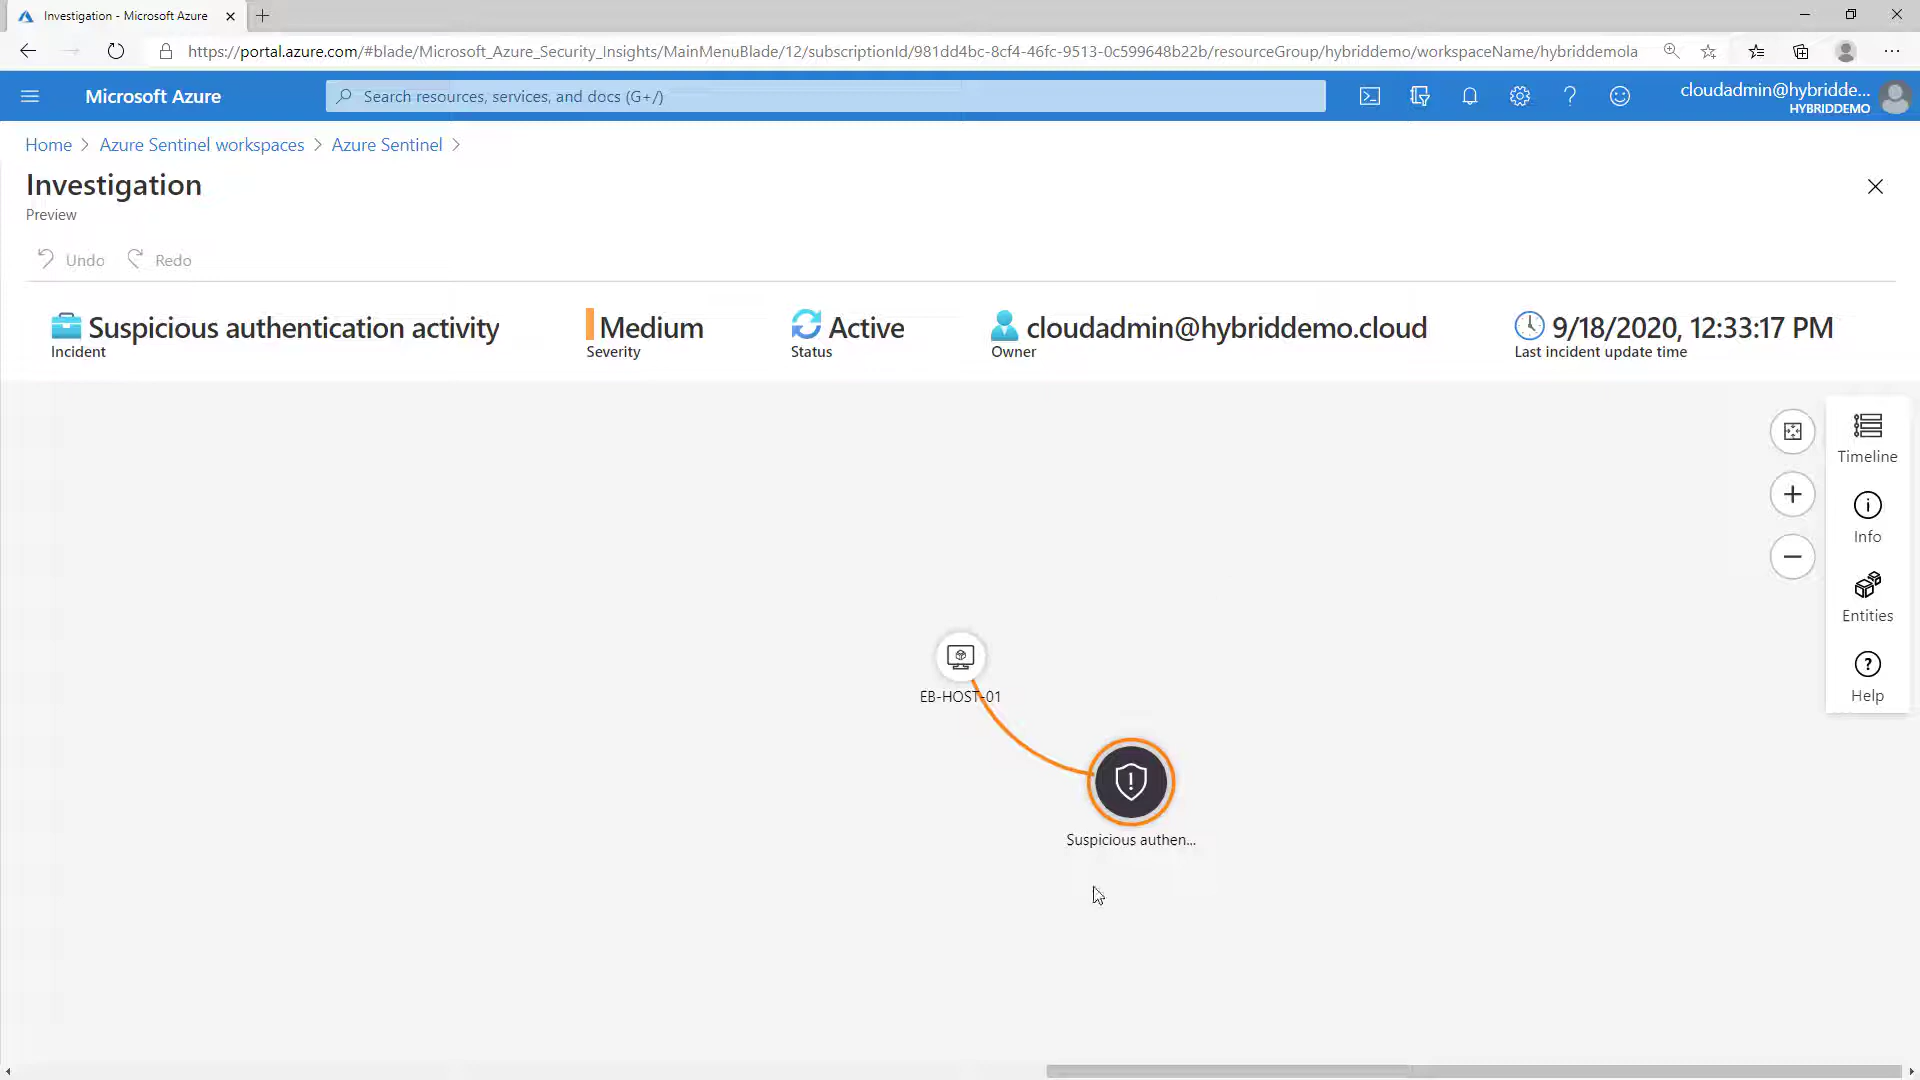 Investigation - Microsoft Azure
https://portal.azure.com/#blade/Microsoft_Azure_Security_Insights/MainMenuBlade/12/subscriptionId/981dd4bc-8cf4-46fc-9513-0c599648b22b/resourceGroup/hybriddemo/workspaceName/hybriddemola
Microsoft Azure
Search resources, services, and docs (G+/)
cloudadmin@hybridde...
HYBRIDDEMO
Home > Azure Sentinel workspaces > Azure Sentinel >
Investigation
Preview
Undo Redo
Suspicious authentication activity
Incident
Medium
Severity
Active
Status
cloudadmin@hybriddemo.cloud
Owner
9/18/2020, 12:33:17 PM
Last incident update time
Timeline
Info
Entities
Help
EB-HOST-01
Suspicious authen...